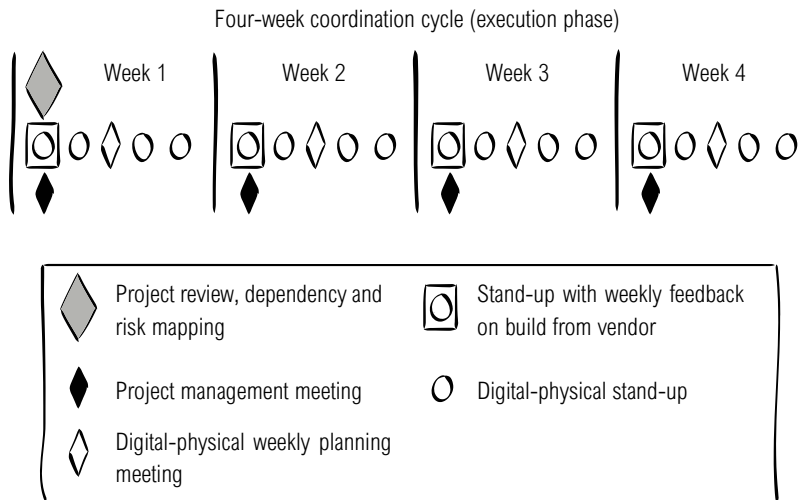 Four-week coordination cycle (execution phase)
Week 1
Week 2
Week 3
Week 4
Project review, dependency and
risk mapping
Project management meeting
Digital-physical weekly planning
meeting
Stand-up with weekly feedback
on build from vendor
Digital-physical stand-up